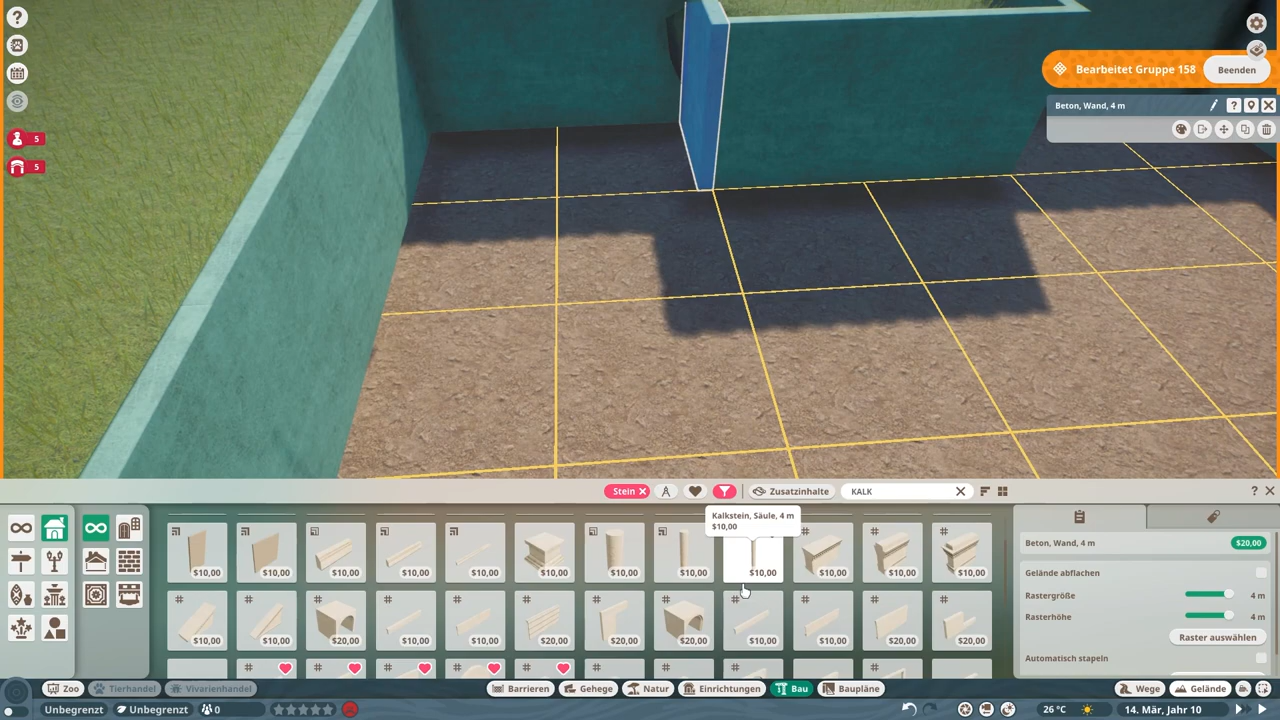 Bearbeitet Gruppe 158
Beenden
Beton, Wand, 4 m
?
5
5
Stein
Zusatzinhalte
KALK
?
Kalkstein, Säule, 4 m
$10,00
$10,00 $10,00 $10,00 $10,00 $10,00 $10,00 $10,00 $10,00 $10,00 $10,00 $10,00 $10,00
$10,00 $10,00 $20,00 $10,00 $10,00 $20,00 $20,00 $20,00 $10,00 $10,00 $20,00 $20,00
Beton, Wand, 4 m $20,00
Gelände abflachen
Rastergröße 4 m
Rasterhöhe 4 m
Raster auswählen
Automatisch stapeln
Zoo Tierhandel Vivarienhandel Barrieren Gehege Natur Einrichtungen Bau Baupläne Wege Gelände
Unbegrenzt Unbegrenzt 0 26 °C 14. Mär, Jahr 10